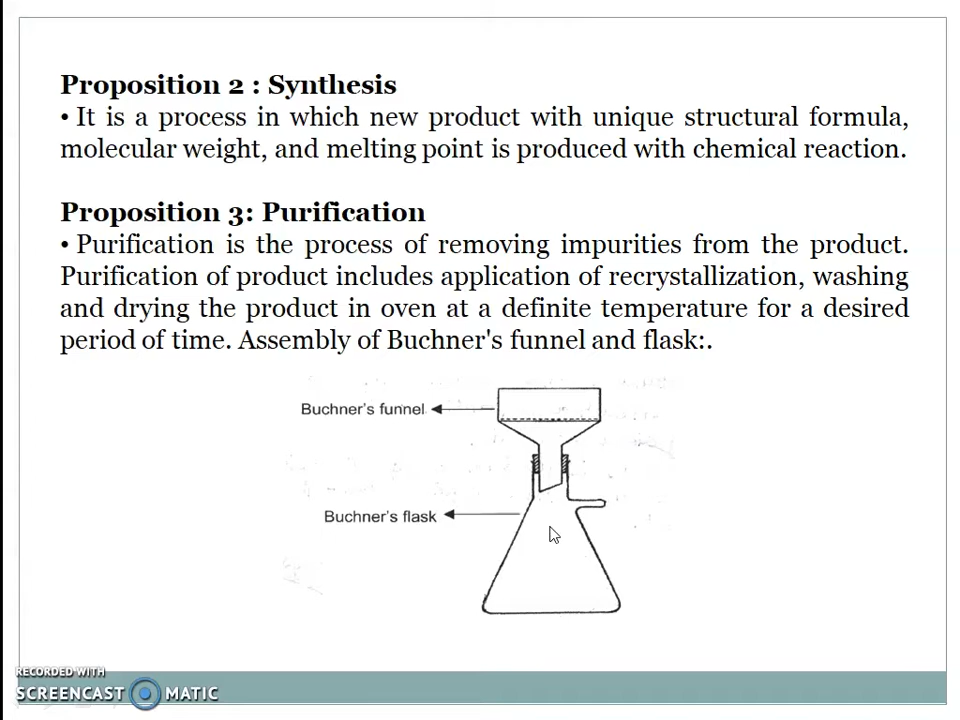 Proposition 2 : Synthesis
• It is a process in which new product with unique structural formula,
molecular weight, and melting point is produced with chemical reaction.
Proposition 3: Purification
• Purification is the process of removing impurities from the product.
Purification of product includes application of recrystallization, washing
and drying the product in oven at a definite temperature for a desired
period of time. Assembly of Buchner's funnel and flask:.
Buchner's funnel
Buchner's flask
RECORDED WITH
SCREENCAST MATIC